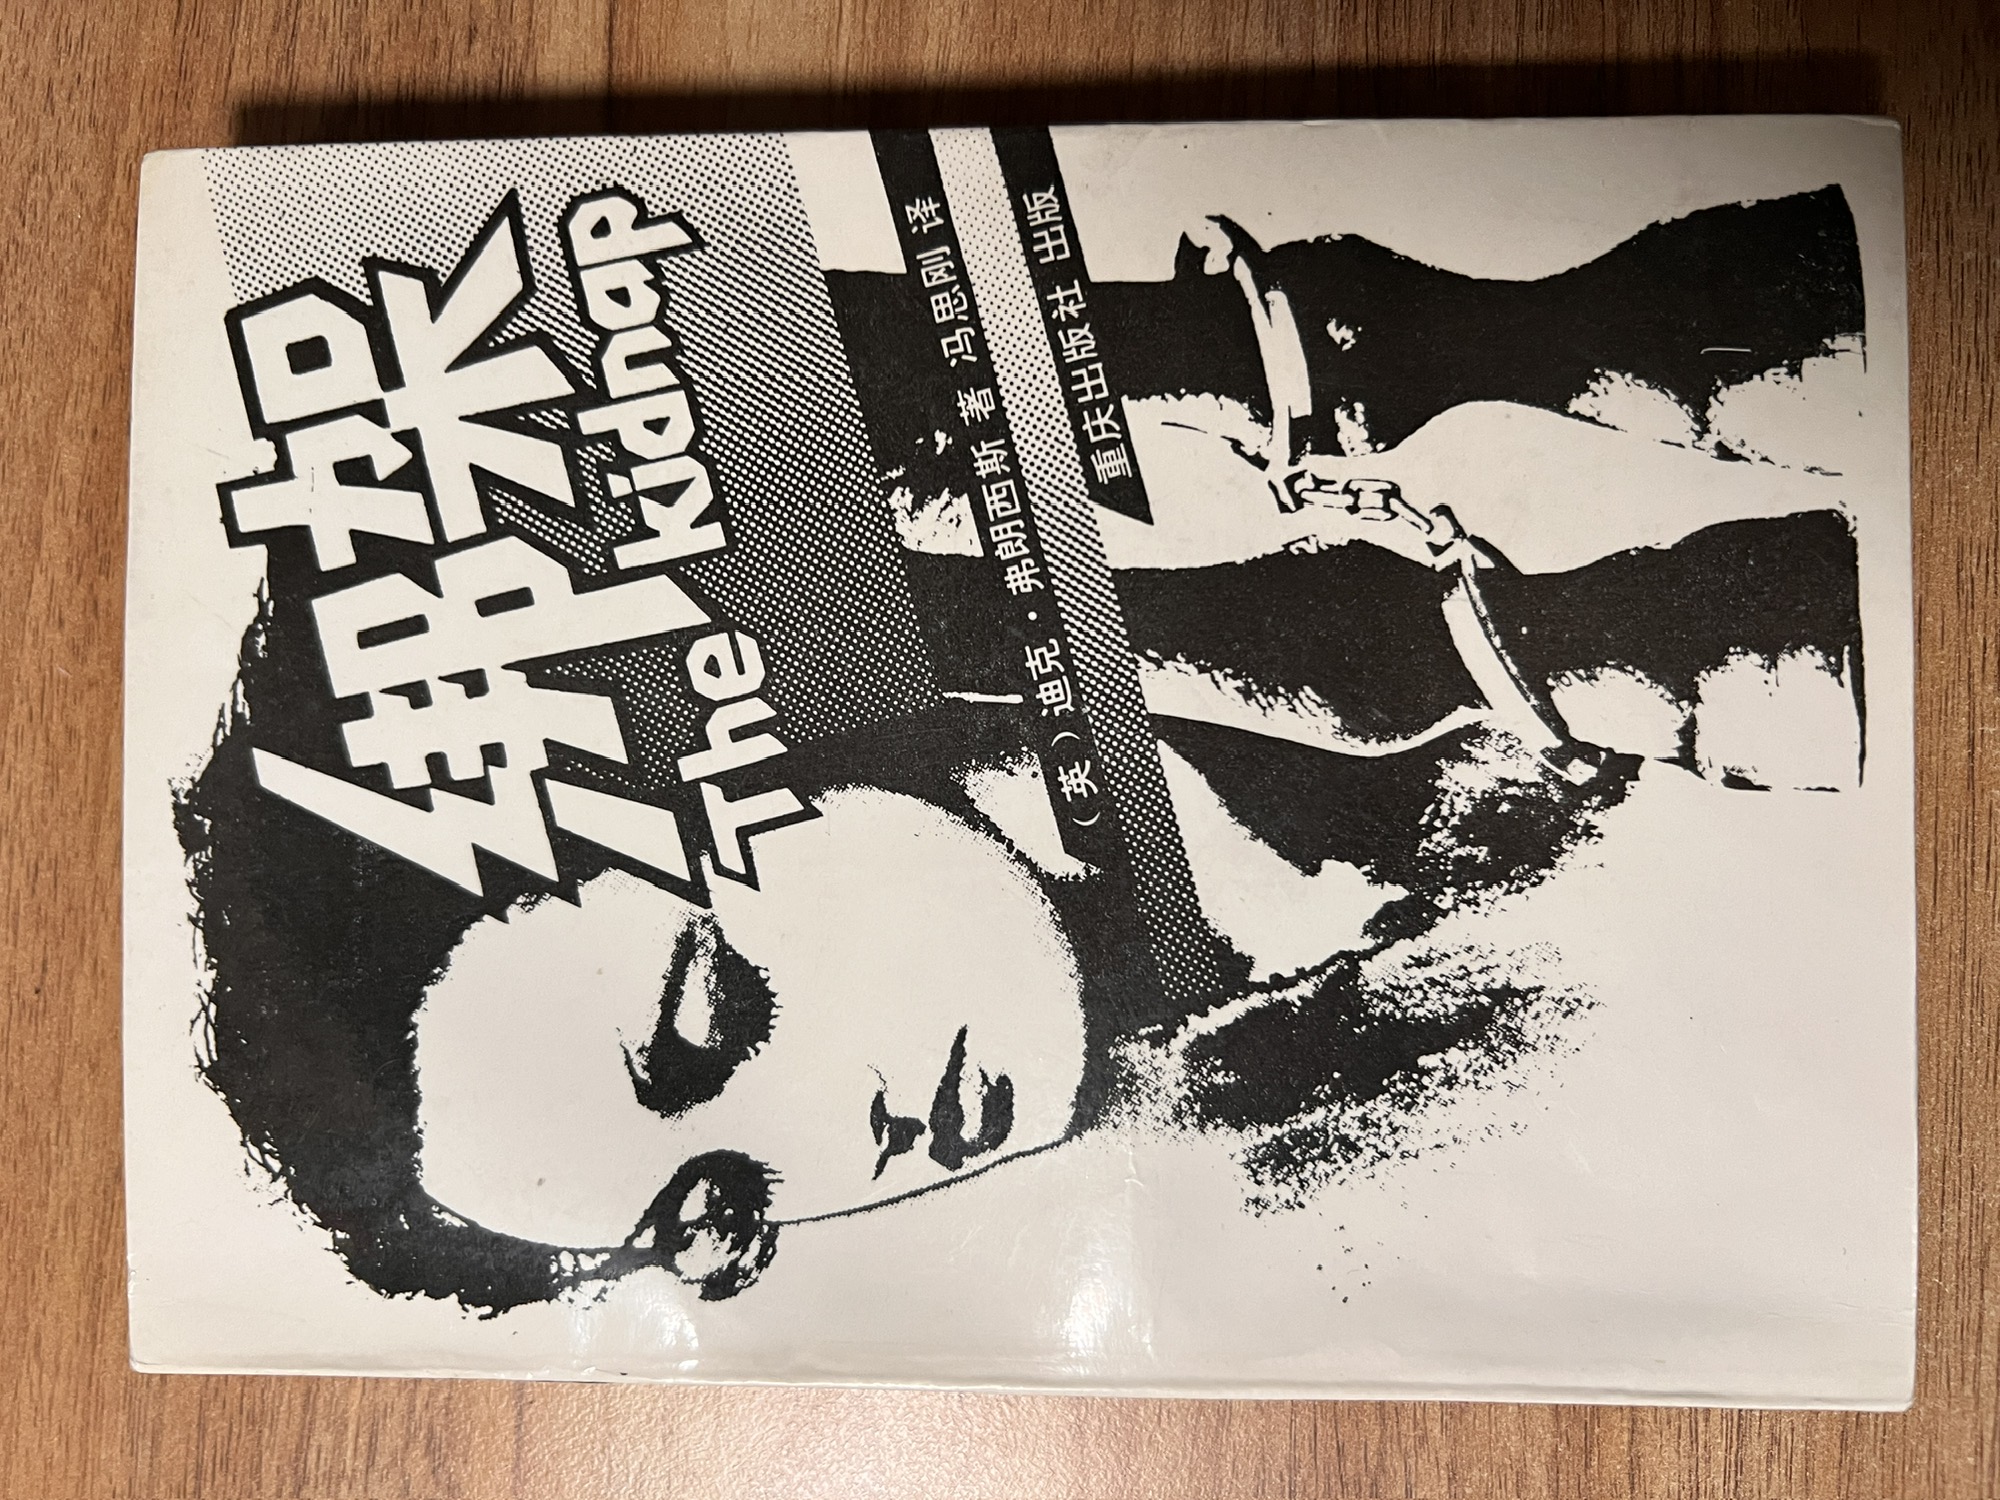 绑架
The kidnap
（英）迪克·弗朗西斯 著 冯思刚 译
重庆出版社 出版